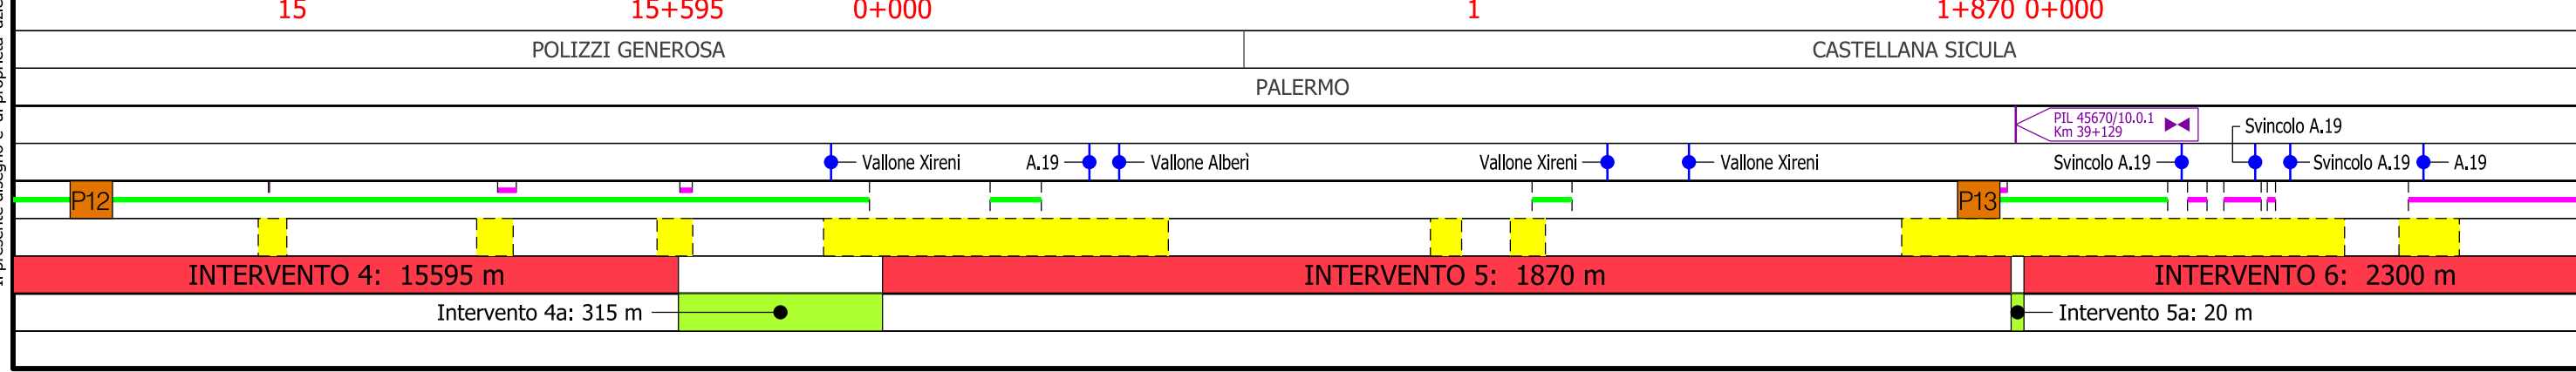 15 15+595 0+000 1 1+870 0+000
POLIZZI GENEROSA CASTELLANA SICULA
PALERMO
PIL 45670/10.0.1
Km 39+129
Svincolo A.19
Vallone Xireni A.19 Vallone Alberì Vallone Xireni Vallone Xireni Svincolo A.19 Svincolo A.19 A.19
P12 P13
INTERVENTO 4: 15595 m INTERVENTO 5: 1870 m INTERVENTO 6: 2300 m
Intervento 4a: 315 m Intervento 5a: 20 m